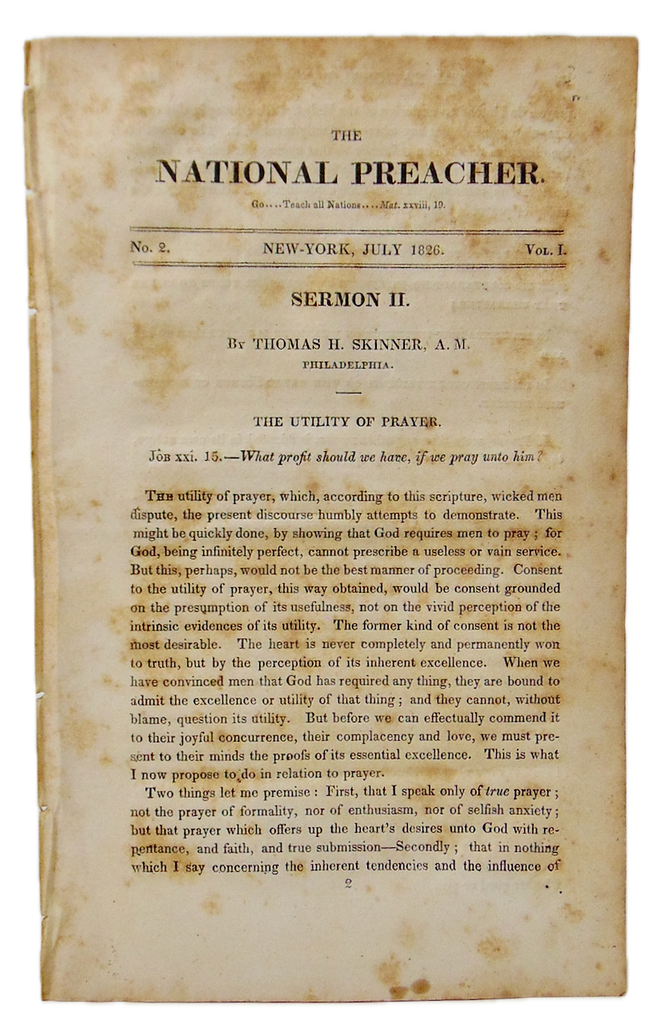 THE
NATIONAL PREACHER.
Go....Teach all Nations....Mat. xxviii, 19.
No. 2. NEW-YORK, JULY 1826. VOL. I.
SERMON II.
By THOMAS H. SKINNER, A. M.
PHILADELPHIA.
THE UTILITY OF PRAYER.
JOB xxi. 15.—What profit should we have, if we pray unto him?
THE utility of prayer, which, according to this scripture, wicked men
dispute, the present discourse humbly attempts to demonstrate. This
might be quickly done, by showing that God requires men to pray ; for
God, being infinitely perfect, cannot prescribe a useless or vain service.
But this, perhaps, would not be the best manner of proceeding. Consent
to the utility of prayer, this way obtained, would be consent grounded
on the presumption of its usefulness, not on the vivid perception of the
intrinsic evidences of its utility. The former kind of consent is not the
most desirable. The heart is never completely and permanently won
to truth, but by the perception of its inherent excellence. When we
have convinced men that God has required any thing, they are bound to
admit the excellence or utility of that thing ; and they cannot, without
blame, question its utility. But before we can effectually commend it
to their joyful concurrence, their complacency and love, we must pre-
sent to their minds the proofs of its essential excellence. This is what
I now propose to do in relation to prayer.
Two things let me premise : First, that I speak only of true prayer ;
not the prayer of formality, nor of enthusiasm, nor of selfish anxiety ;
but that prayer which offers up the heart's desires unto God with re-
pentance, and faith, and true submission—Secondly ; that in nothing
which I say concerning the inherent tendencies and the influence of
2